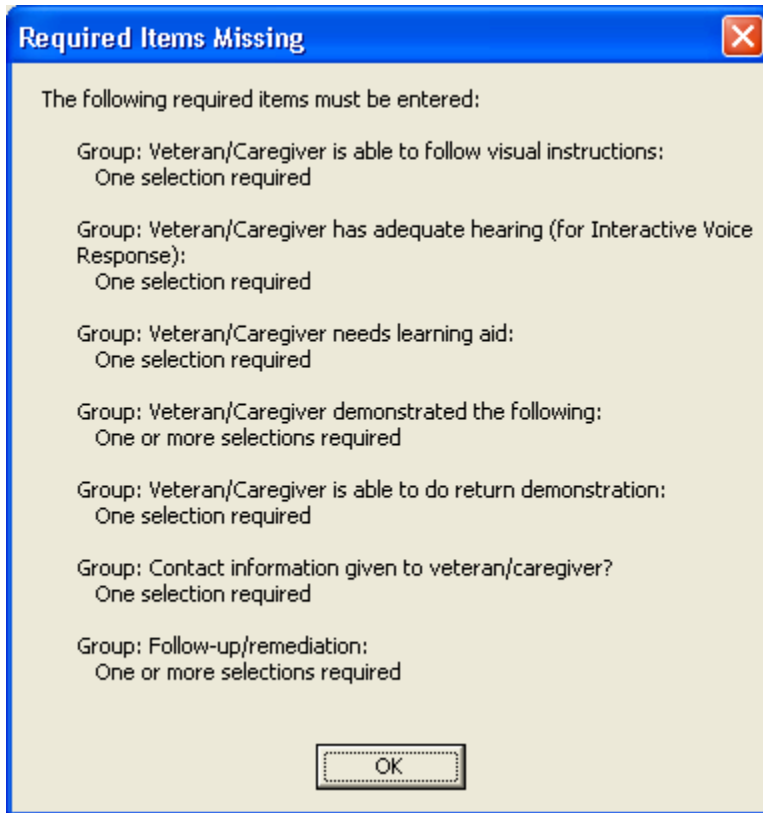 Required Items Missing
The following required items must be entered:
Group: Veteran/Caregiver is able to follow visual instructions:
One selection required
Group: Veteran/Caregiver has adequate hearing (for Interactive Voice
Response):
One selection required
Group: Veteran/Caregiver needs learning aid:
One selection required
Group: Veteran/Caregiver demonstrated the following:
One or more selections required
Group: Veteran/Caregiver is able to do return demonstration:
One selection required
Group: Contact information given to veteran/caregiver?
One selection required
Group: Follow-up/remediation:
One or more selections required
OK